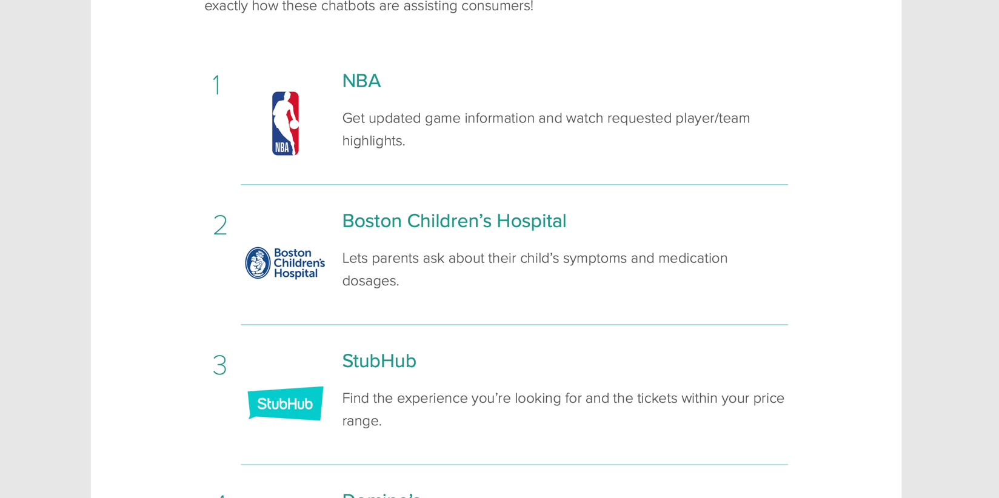 exactly how these chatbots are assisting consumers!
1
NBA
NBA
Get updated game information and watch requested player/team
highlights.
2
Boston Children’s Hospital
Boston
Children’s
Hospital
Lets parents ask about their child’s symptoms and medication
dosages.
3
StubHub
StubHub
Find the experience you’re looking for and the tickets within your price
range.
4
Domino’s